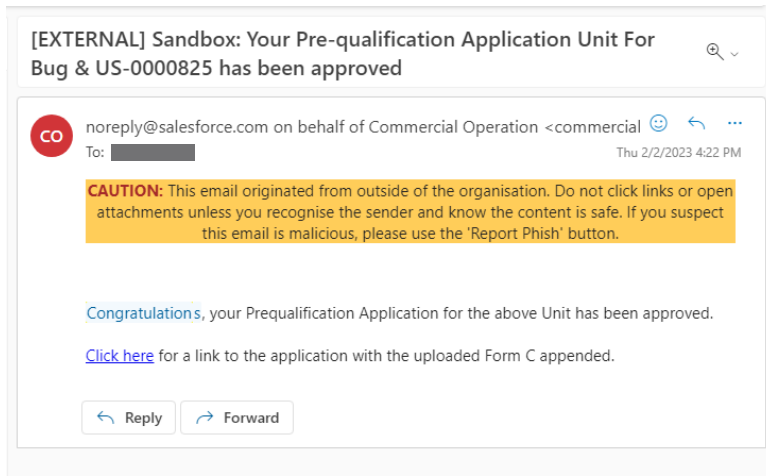 [EXTERNAL] Sandbox: Your Pre-qualification Application Unit For
Bug & US-0000825 has been approved
CO
noreply@salesforce.com on behalf of Commercial Operation <commercial
To:
Thu 2/2/2023 4:22 PM
CAUTION: This email originated from outside of the organisation. Do not click links or open
attachments unless you recognise the sender and know the content is safe. If you suspect
this email is malicious, please use the 'Report Phish' button.
Congratulations, your Prequalification Application for the above Unit has been approved.
Click here for a link to the application with the uploaded Form C appended.
Reply
Forward